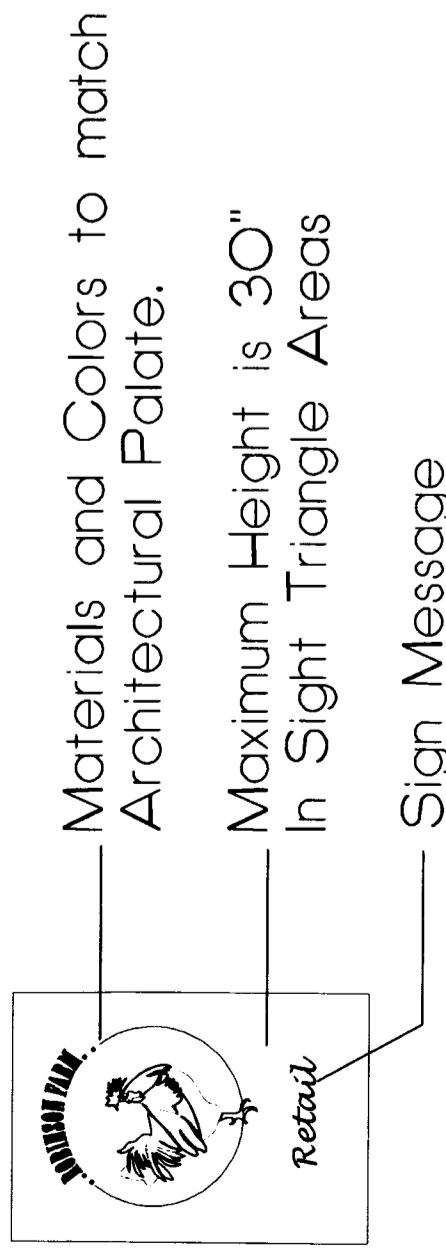 ROBINSON FARM
Retail
Materials and Colors to match
Architectural Palate.
Maximum Height is 30"
In Sight Triangle Areas
Sign Message